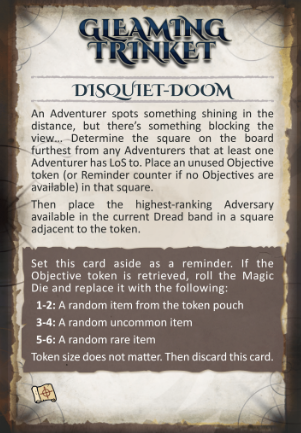 GLEAMING
TRINKET
DISQUIET-DOOM
An Adventurer spots something shining in the
distance, but there's something blocking the
view... Determine the square on the board
furthest from any Adventurers that at least one
Adventurer has LoS to. Place an unused Objective
token (or Reminder counter if no Objectives are
available) in that square.
Then place the highest-ranking Adversary
available in the current Dread band in a square
adjacent to the token.
Set this card aside as a reminder. If the
Objective token is retrieved, roll the Magic
Die and replace it with the following:
1-2: A random item from the token pouch
3-4: A random uncommon item
5-6: A random rare item
Token size does not matter. Then discard this card.